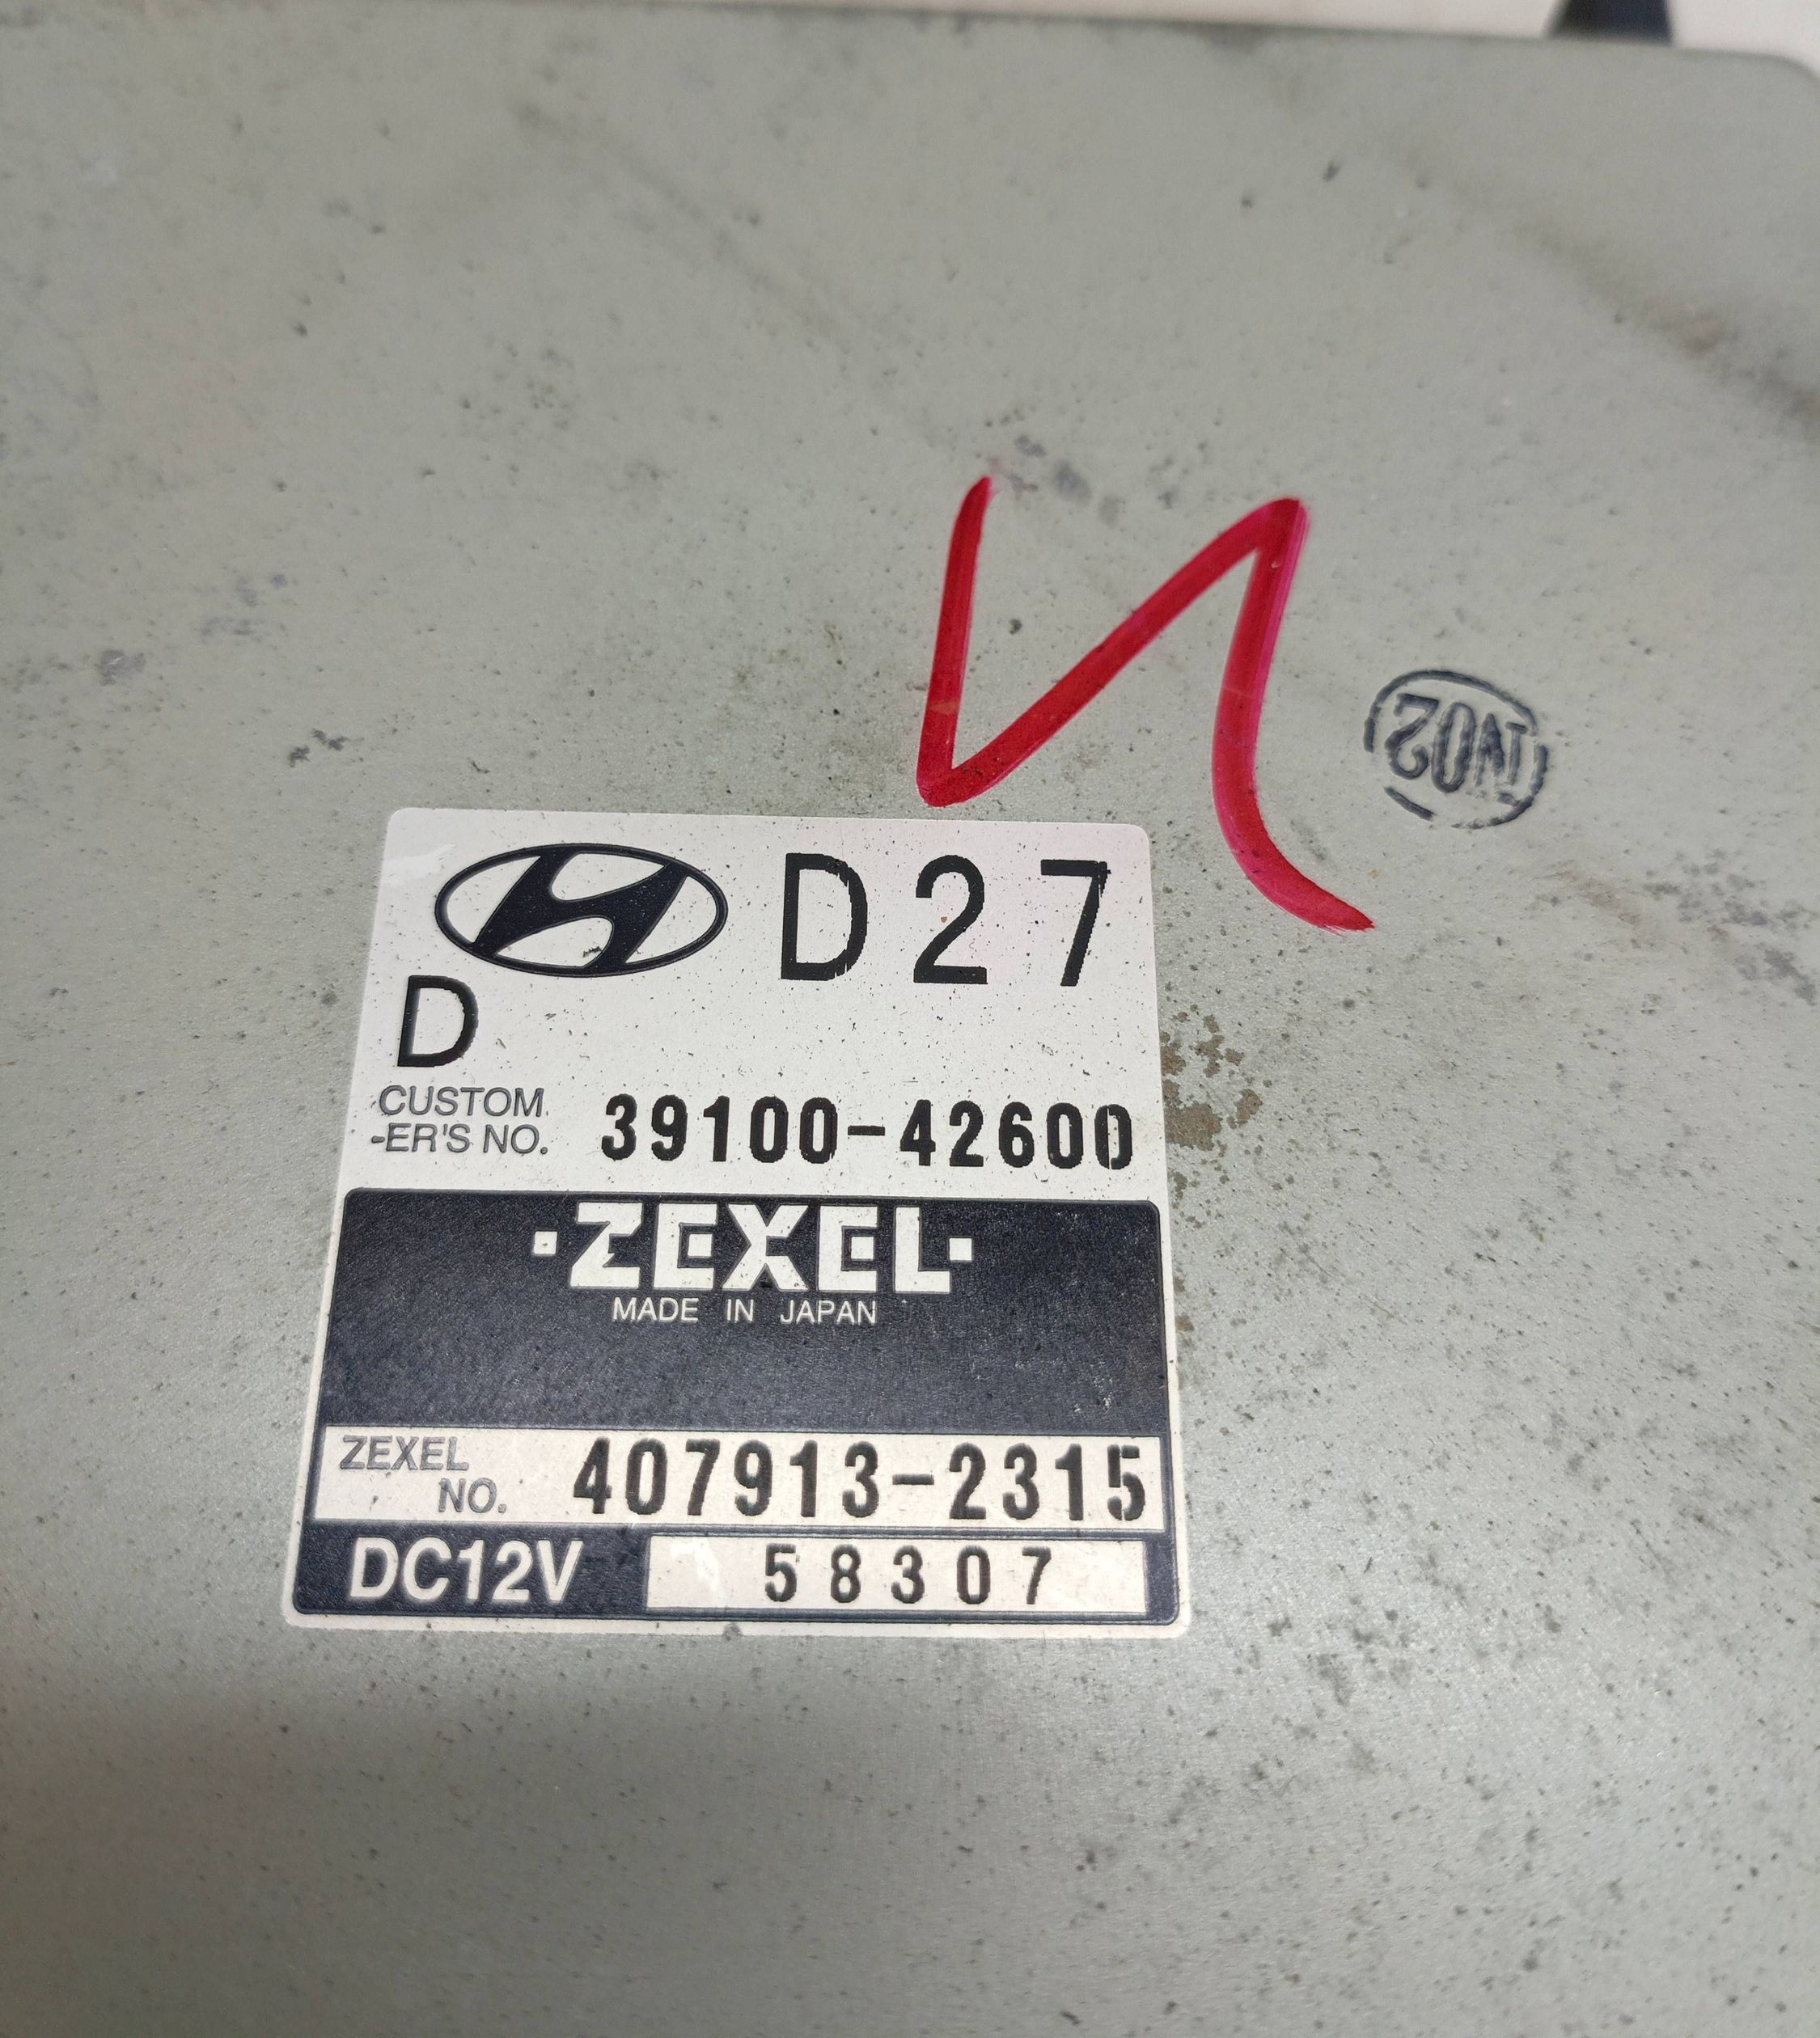 D27
D
CUSTOM
-ER'S NO. 39100-42600
ZEXEL
MADE IN JAPAN
ZEXEL
NO. 407913-2315
DC12V 58307